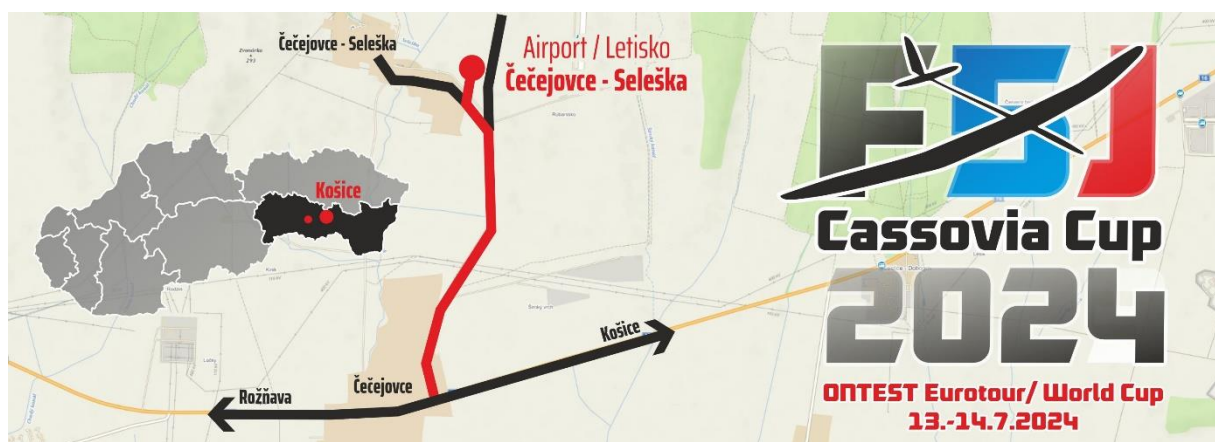 Čečejovce - Seleška
Airport / Letisko
Čečejovce - Seleška
Košice
Košice
Čečejovce
Rožňava
F5J
Cassovia Cup
2024
ONTEST Eurotour/ World Cup
13.-14.7.2024